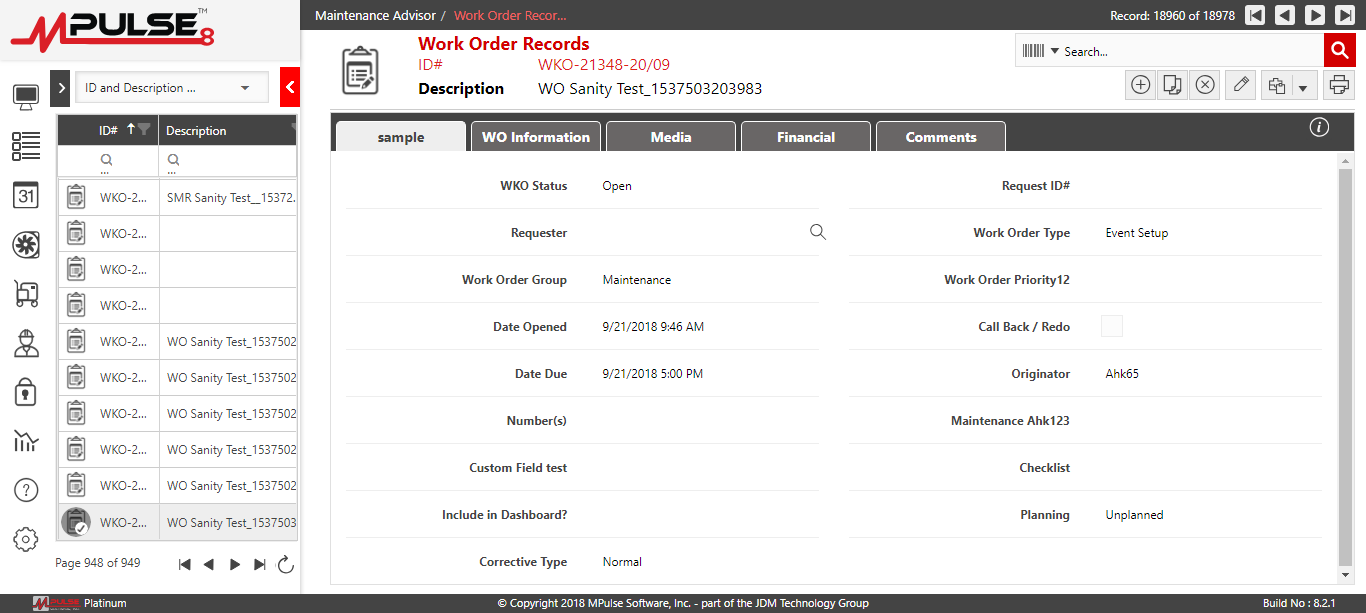 MPULSE 8 ™
Maintenance Advisor / Work Order Recor...
Record: 18960 of 18978
Work Order Records
ID# WKO-21348-20/09
Description WO Sanity Test_1537503203983
Search...
ID and Description ...
ID# Description
... ...
WKO-2... SMR Sanity Test__15372.
WKO-2...
WKO-2...
WKO-2...
WKO-2... WO Sanity Test_1537502
WKO-2... WO Sanity Test_1537502
WKO-2... WO Sanity Test_1537502
WKO-2... WO Sanity Test_1537502
WKO-2... WO Sanity Test_1537502
WKO-2... WO Sanity Test_1537503
Page 948 of 949
31
?
sample WO Information Media Financial Comments
i
WKO Status Open Request ID#
Requester Work Order Type Event Setup
Work Order Group Maintenance Work Order Priority12
Date Opened 9/21/2018 9:46 AM Call Back / Redo
Date Due 9/21/2018 5:00 PM Originator Ahk65
Number(s) Maintenance Ahk123
Custom Field test Checklist
Include in Dashboard? Planning Unplanned
Corrective Type Normal
MPULSE Platinum
© Copyright 2018 MPulse Software, Inc. - part of the JDM Technology Group
Build No : 8.2.1